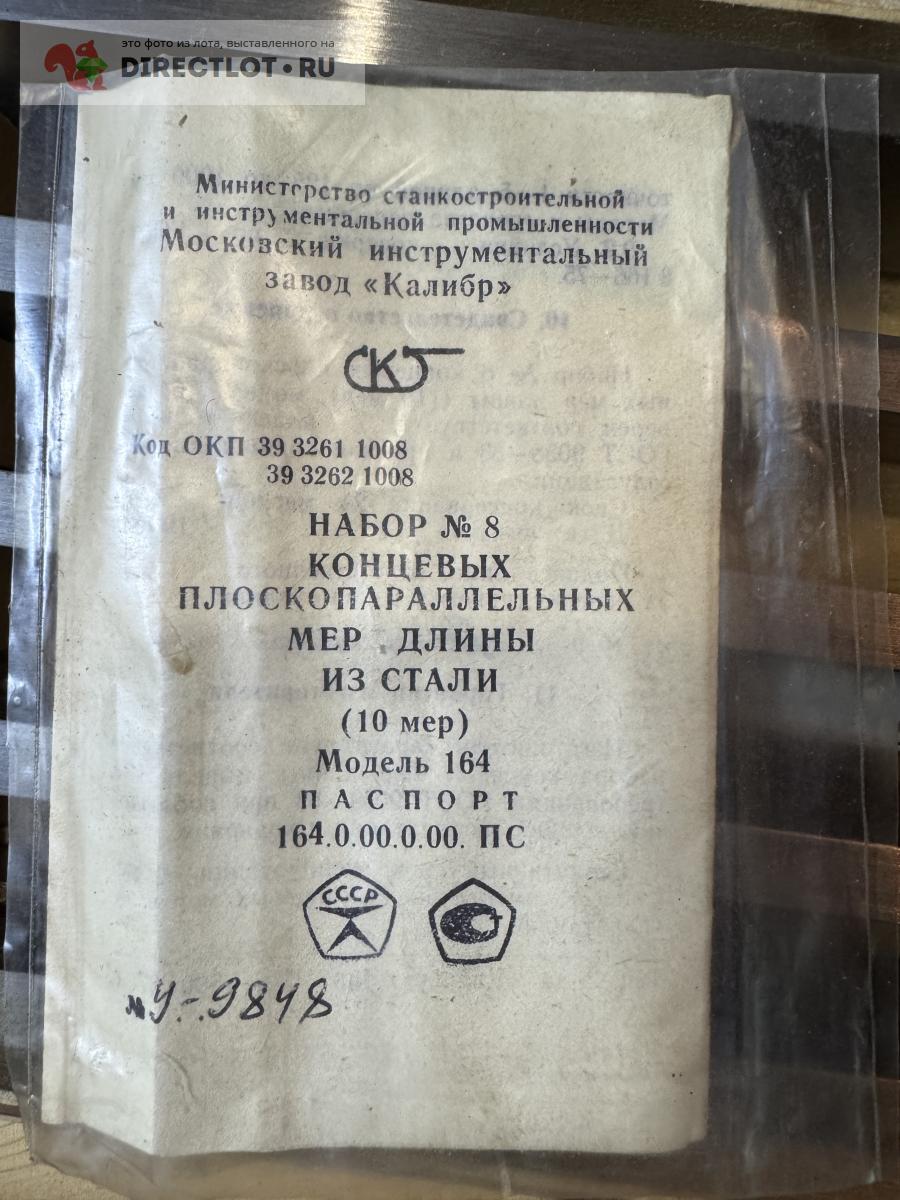 это фото из лота, выставленного на
DIRECTLOT.RU
Министерство станкостроительной
и инструментальной промышленности
Московский инструментальный
завод «Калибр»
Код ОКП 39 3261 1008
39 3262 1008
НАБОР № 8
КОНЦЕВЫХ
ПЛОСКОПАРАЛЛЕЛЬНЫХ
МЕР ДЛИНЫ
ИЗ СТАЛИ
(10 мер)
Модель 164
ПАСПОРТ
164.0.00.0.00. ПС
СССР
№У-9848